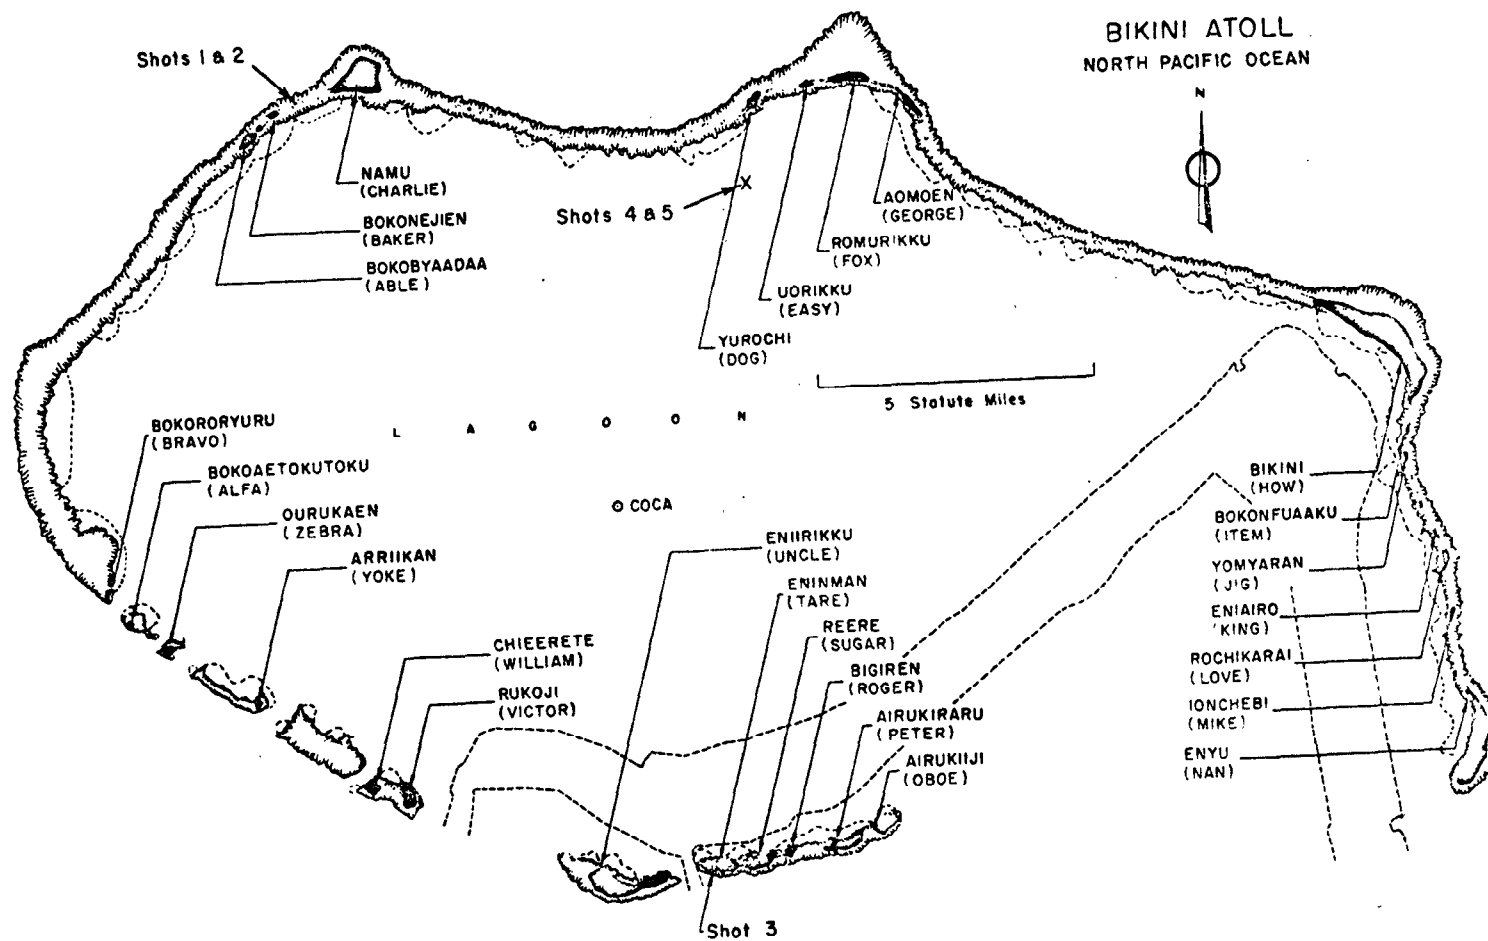 BIKINI ATOLL
NORTH PACIFIC OCEAN
N
Shots 1 & 2
NAMU
(CHARLIE)
BOKONEJIEN
(BAKER)
BOKOBYAADAA
(ABLE)
Shots 4 & 5
X
AOMOEN
(GEORGE)
ROMURIKKU
(FOX)
UORIKKU
(EASY)
YUROCHI
(DOG)
5 Statute Miles
L A G O O N
BOKORORYURU
(BRAVO)
BOKOAETOKUTOKU
(ALFA)
OURUKAEN
(ZEBRA)
ARRIIKAN
(YOKE)
COCA
CHIEERETE
(WILLIAM)
RUKOJI
(VICTOR)
ENIIRIKKU
(UNCLE)
ENINMAN
(TARE)
REERE
(SUGAR)
BIGIREN
(ROGER)
AIRUKIRARU
(PETER)
AIRUKIIJI
(OBOE)
BIKINI
(HOW)
BOKONFUAAKU
(ITEM)
YOMYARAN
(JIG)
ENIAIRO
(KING)
ROCHIKARAI
(LOVE)
IONCHEBI
(MIKE)
ENYU
(NAN)
Shot 3